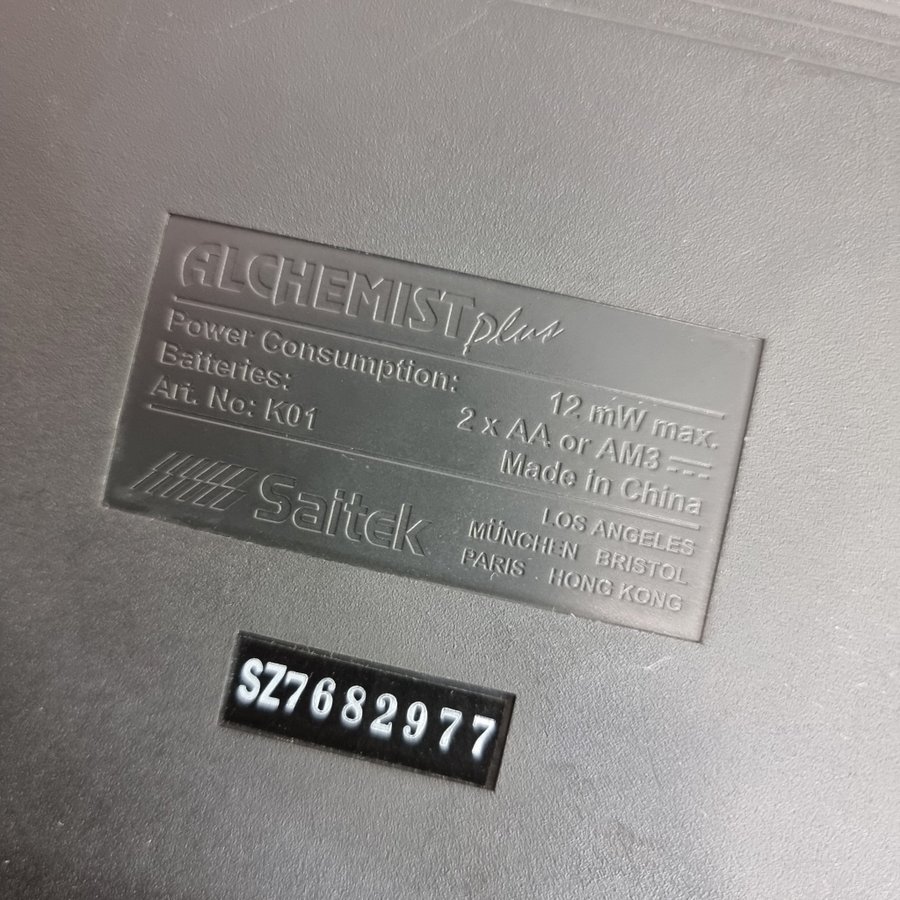 ALCHEMIST plus
Power Consumption: 12 mW max.
Batteries: 2 x AA or AM3
Art. No: K01 Made in China
Saitek
LOS ANGELES
MÜNCHEN BRISTOL
PARIS HONG KONG
SZ7682977